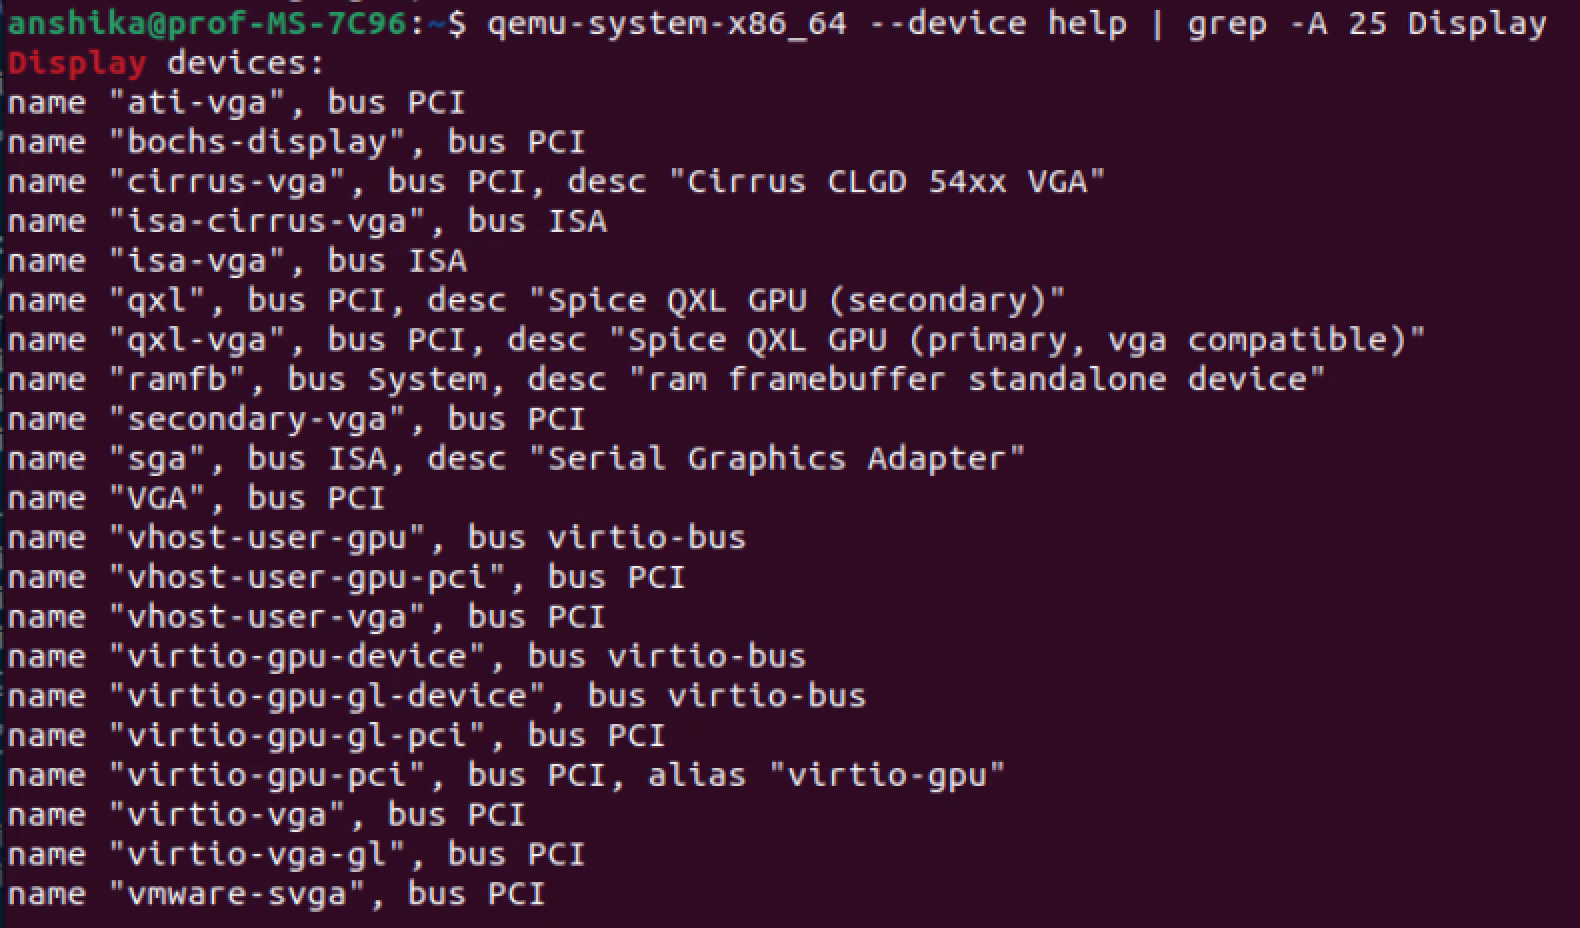 anshika@prof-MS-7C96:~$ qemu-system-x86_64 --device help | grep -A 25 Display
Display devices:
name "ati-vga", bus PCI
name "bochs-display", bus PCI
name "cirrus-vga", bus PCI, desc "Cirrus CLGD 54xx VGA"
name "isa-cirrus-vga", bus ISA
name "isa-vga", bus ISA
name "qxl", bus PCI, desc "Spice QXL GPU (secondary)"
name "qxl-vga", bus PCI, desc "Spice QXL GPU (primary, vga compatible)"
name "ramfb", bus System, desc "ram framebuffer standalone device"
name "secondary-vga", bus PCI
name "sga", bus ISA, desc "Serial Graphics Adapter"
name "VGA", bus PCI
name "vhost-user-gpu", bus virtio-bus
name "vhost-user-gpu-pci", bus PCI
name "vhost-user-vga", bus PCI
name "virtio-gpu-device", bus virtio-bus
name "virtio-gpu-gl-device", bus virtio-bus
name "virtio-gpu-gl-pci", bus PCI
name "virtio-gpu-pci", bus PCI, alias "virtio-gpu"
name "virtio-vga", bus PCI
name "virtio-vga-gl", bus PCI
name "vmware-svga", bus PCI